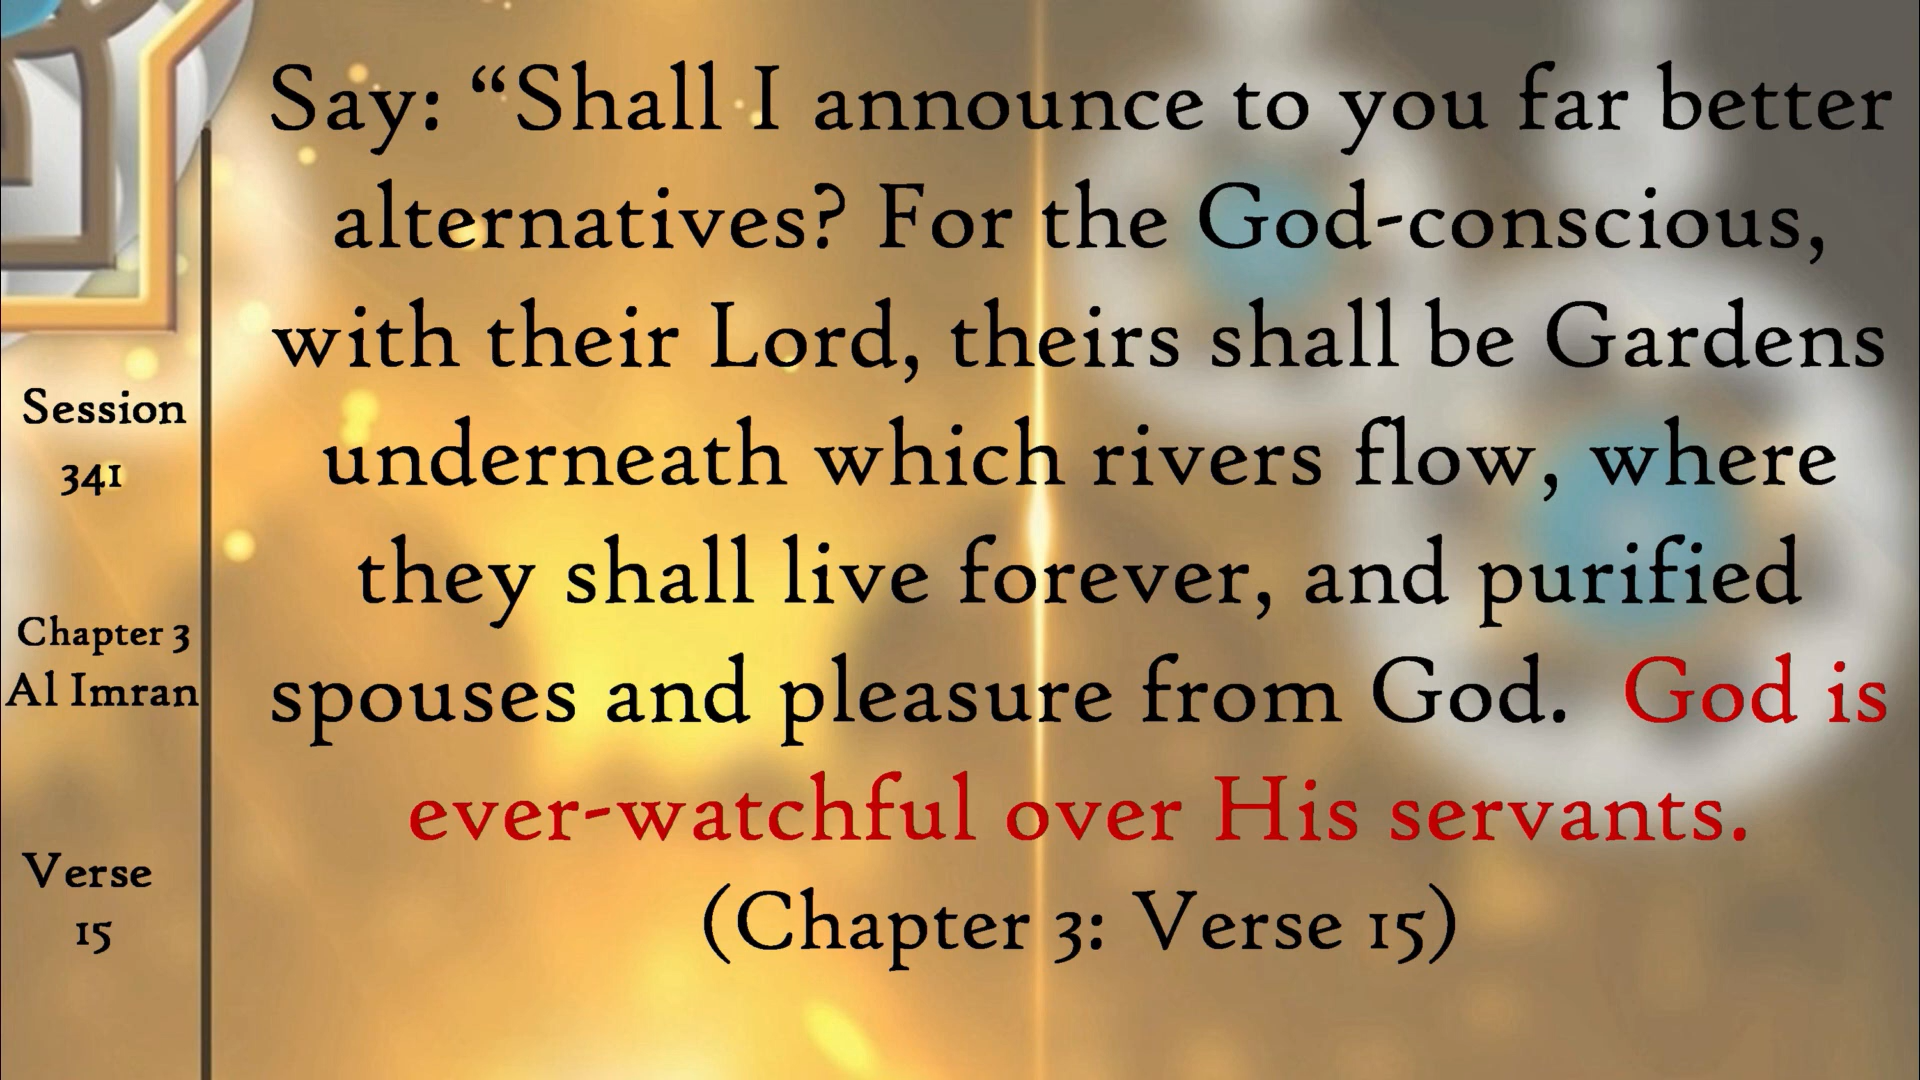 Session
341
Chapter 3
Al Imran
Verse
15
Say: “Shall I announce to you far better
alternatives? For the God-conscious,
with their Lord, theirs shall be Gardens
underneath which rivers flow, where
they shall live forever, and purified
spouses and pleasure from God. God is
ever-watchful over His servants.
(Chapter 3: Verse 15)